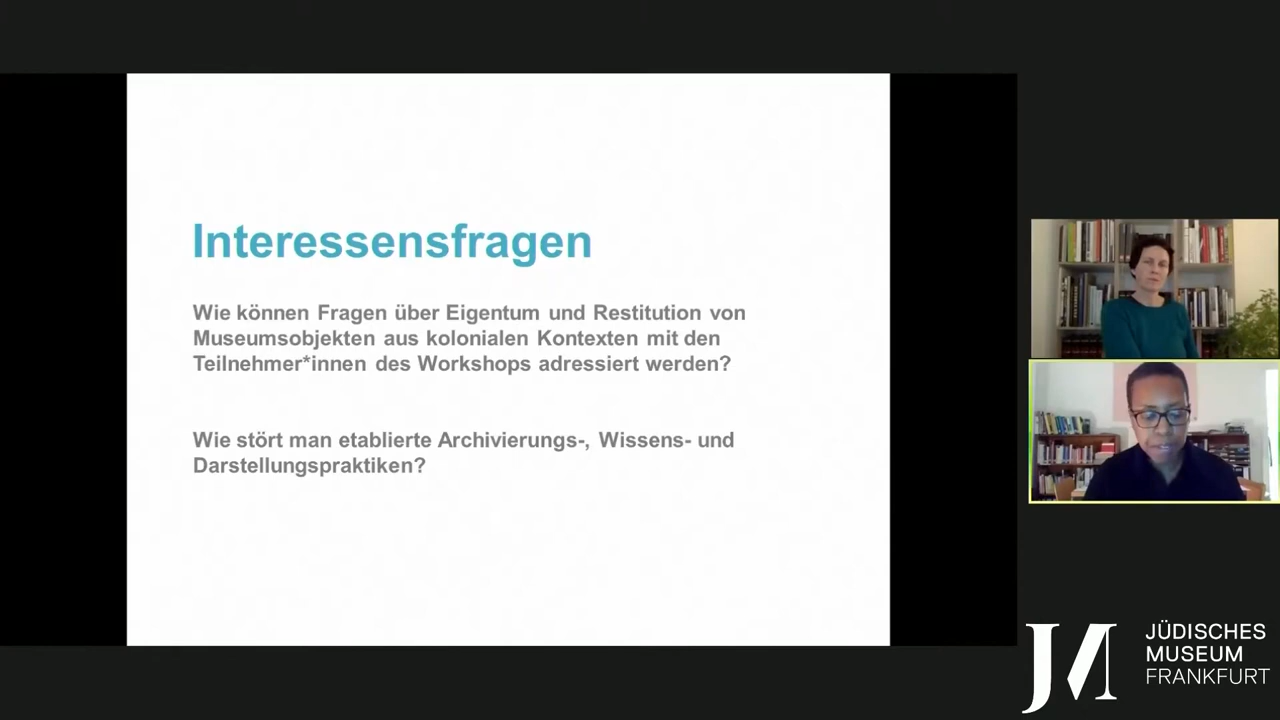 Interessensfragen
Wie können Fragen über Eigentum und Restitution von
Museumsobjekten aus kolonialen Kontexten mit den
Teilnehmer*innen des Workshops adressiert werden?
Wie stört man etablierte Archivierungs-, Wissens- und
Darstellungspraktiken?
JM
JÜDISCHES
MUSEUM
FRANKFURT